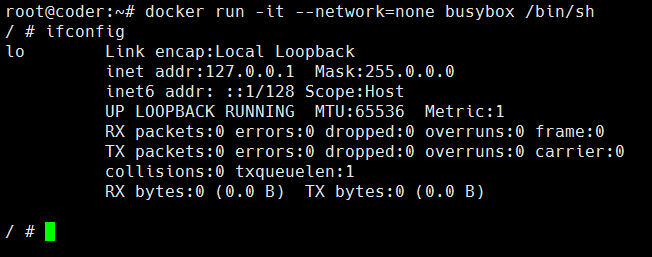 root@coder:~# docker run -it --network=none busybox /bin/sh
/ # ifconfig
lo        Link encap:Local Loopback
          inet addr:127.0.0.1  Mask:255.0.0.0
          inet6 addr: ::1/128 Scope:Host
          UP LOOPBACK RUNNING  MTU:65536  Metric:1
          RX packets:0 errors:0 dropped:0 overruns:0 frame:0
          TX packets:0 errors:0 dropped:0 overruns:0 carrier:0
          collisions:0 txqueuelen:1
          RX bytes:0 (0.0 B)  TX bytes:0 (0.0 B)
/ #